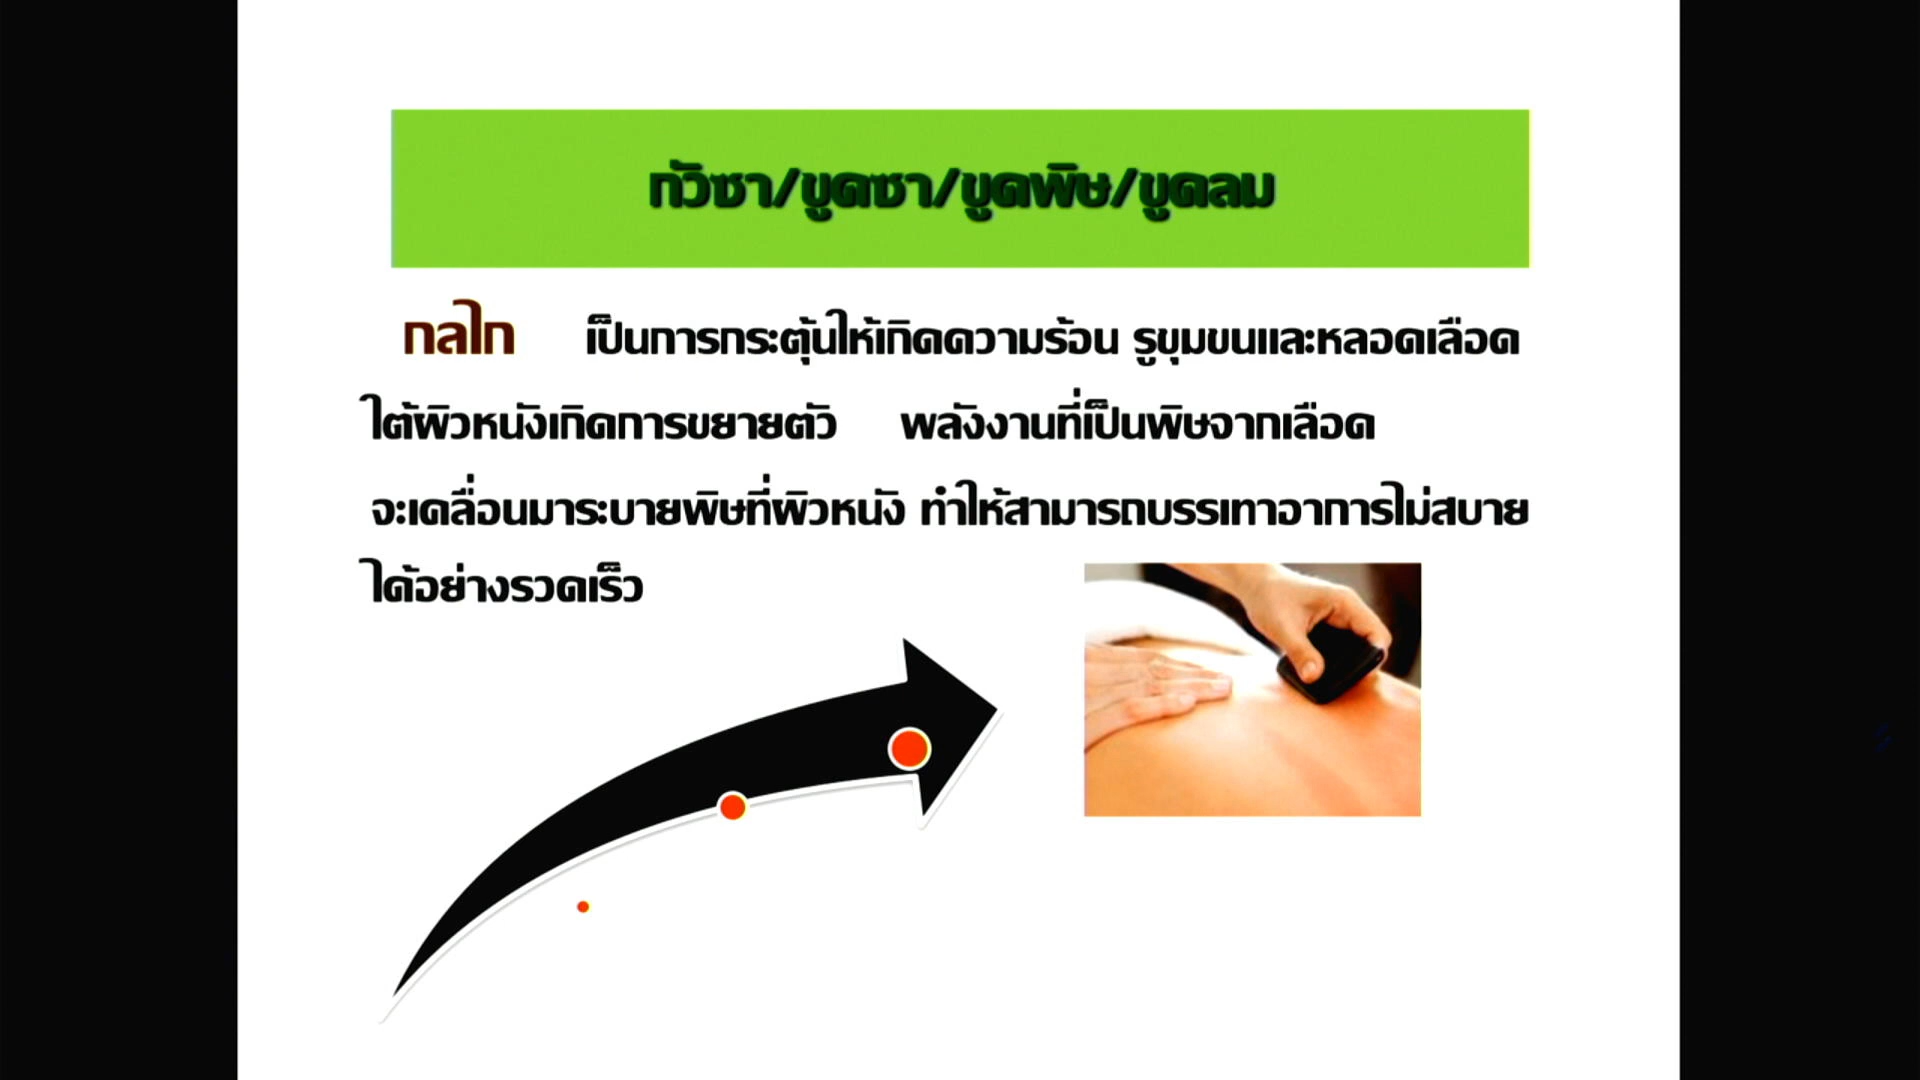 กัวซา/ขูดซา/ขูดพิษ/ขูดลม
กลไก เป็นการกระตุ้นให้เกิดความร้อน รูขุมขนและหลอดเลือด
ใต้ผิวหนังเกิดการขยายตัว พลังงานที่เป็นพิษจากเลือด
จะเคลื่อนมาระบายพิษที่ผิวหนัง ทำให้สามารถบรรเทาอาการไม่สบาย
ได้อย่างรวดเร็ว